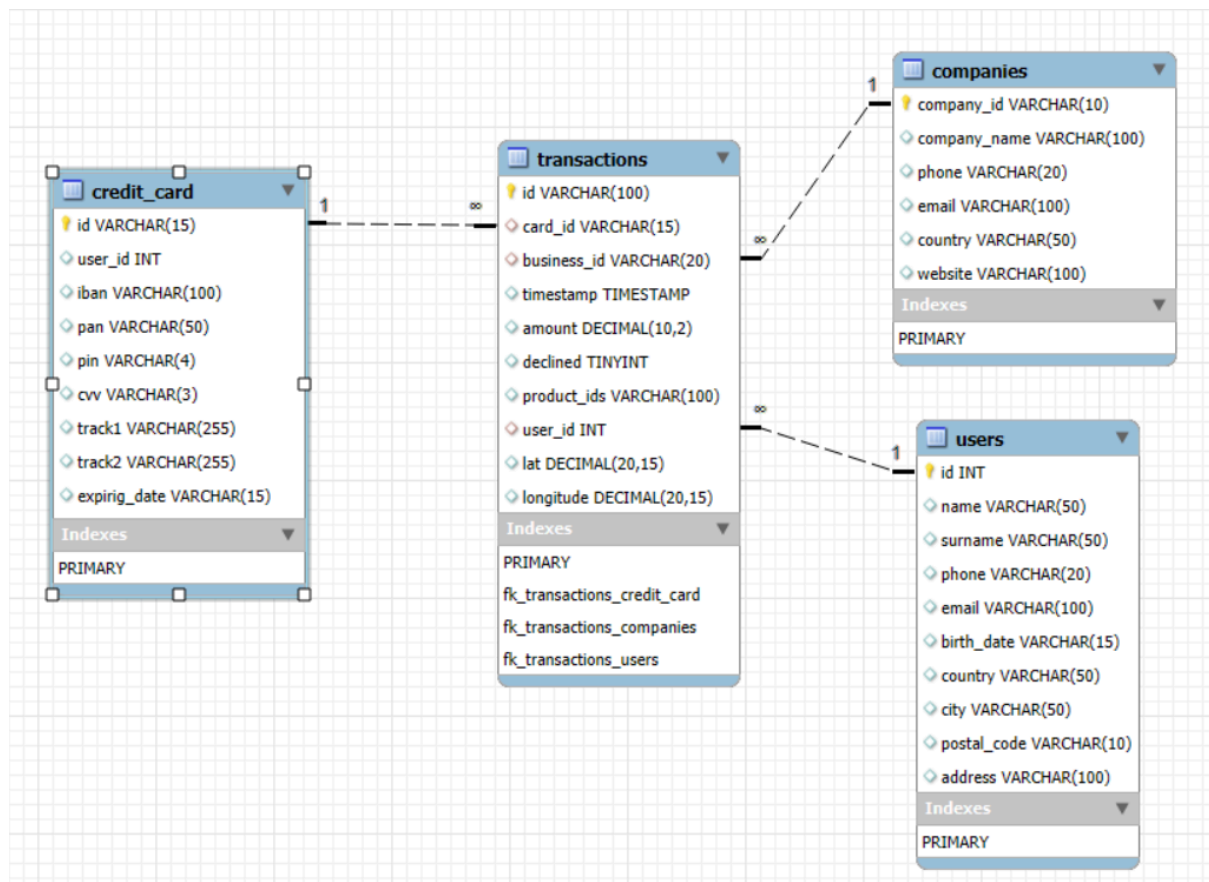 credit_card
id VARCHAR(15)
user_id INT
iban VARCHAR(100)
pan VARCHAR(50)
pin VARCHAR(4)
cvv VARCHAR(3)
track1 VARCHAR(255)
track2 VARCHAR(255)
expirig_date VARCHAR(15)
Indexes
PRIMARY
1
∞
transactions
id VARCHAR(100)
card_id VARCHAR(15)
business_id VARCHAR(20)
timestamp TIMESTAMP
amount DECIMAL(10,2)
declined TINYINT
product_ids VARCHAR(100)
user_id INT
lat DECIMAL(20,15)
longitude DECIMAL(20,15)
Indexes
PRIMARY
fk_transactions_credit_card
fk_transactions_companies
fk_transactions_users
∞
1
companies
company_id VARCHAR(10)
company_name VARCHAR(100)
phone VARCHAR(20)
email VARCHAR(100)
country VARCHAR(50)
website VARCHAR(100)
Indexes
PRIMARY
∞
1
users
id INT
name VARCHAR(50)
surname VARCHAR(50)
phone VARCHAR(20)
email VARCHAR(100)
birth_date VARCHAR(15)
country VARCHAR(50)
city VARCHAR(50)
postal_code VARCHAR(10)
address VARCHAR(100)
Indexes
PRIMARY